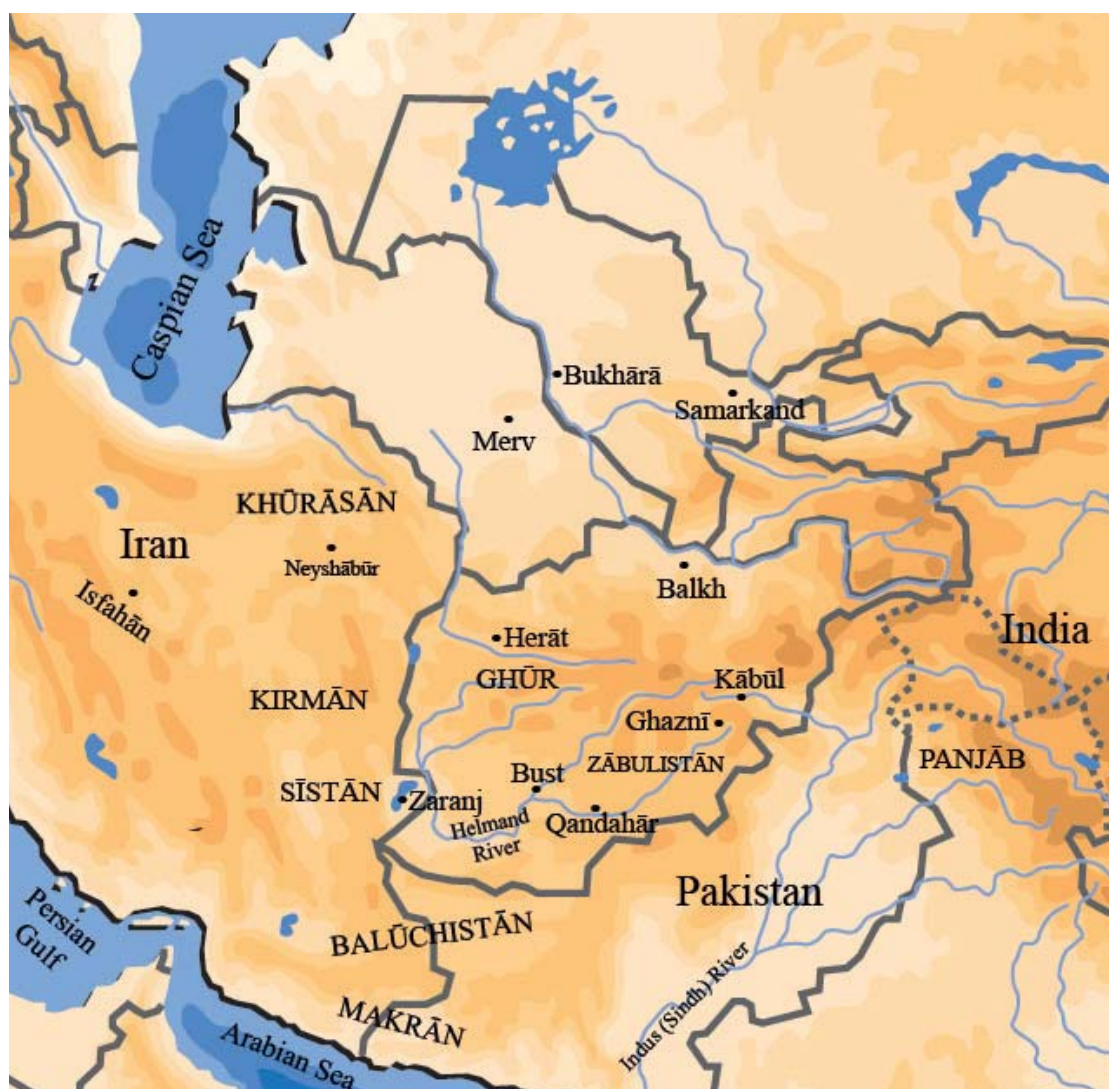 Caspian Sea
Bukhārā
Samarkand
Merv
KHŪRĀSĀN
Iran
Neyshābūr
Balkh
Isfahān
Herāt
India
GHŪR
Kābūl
KIRMĀN
Ghaznī
ZĀBULISTĀN
PANJĀB
Bust
SĪSTĀN
Zaranj
Helmand
River
Qandahār
Pakistan
Persian
Gulf
BALŪCHISTĀN
MAKRĀN
Indus (Sindh) River
Arabian Sea